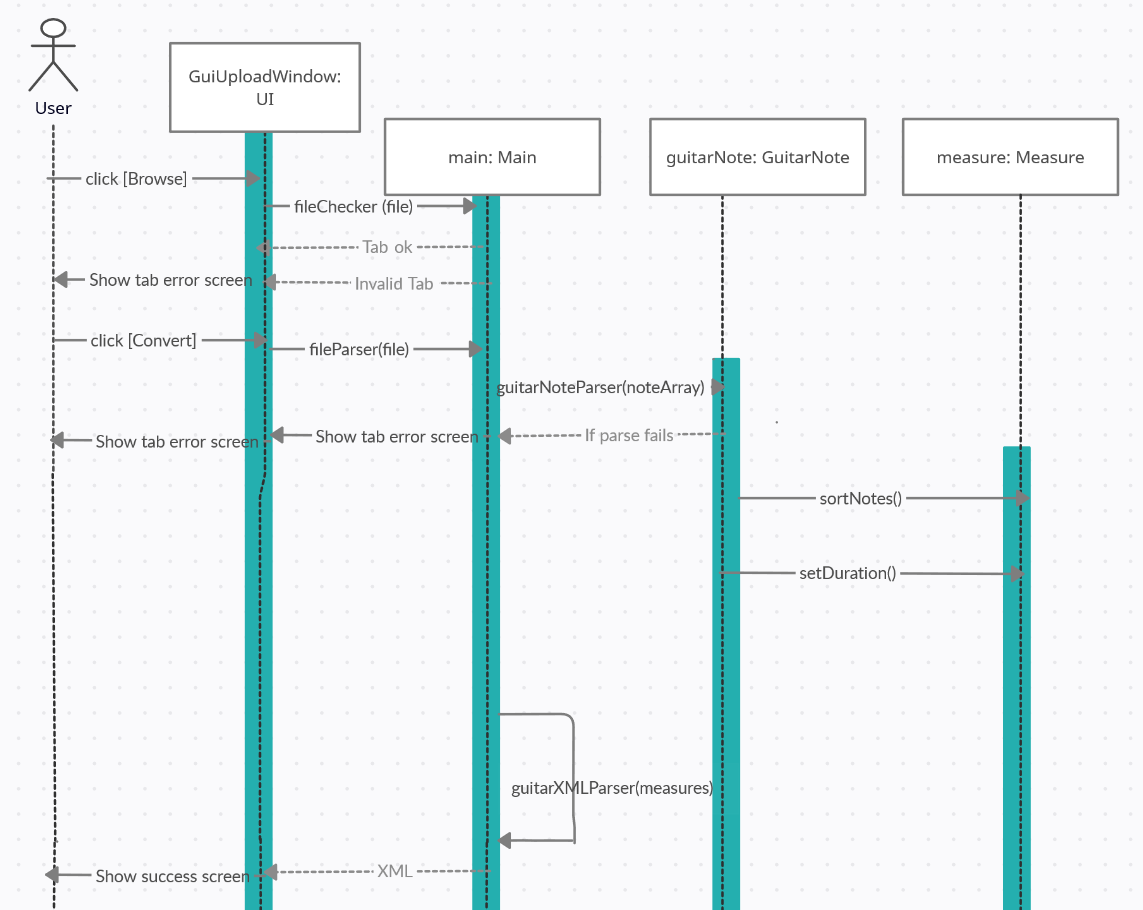 User
GuiUploadWindow:
UI
main: Main
guitarNote: GuitarNote
measure: Measure
click [Browse]
fileChecker (file)
Tab ok
Show tab error screen
Invalid Tab
click [Convert]
fileParser(file)
guitarNoteParser(noteArray)
Show tab error screen
Show tab error screen
If parse fails
sortNotes()
setDuration()
guitarXMLParser(measures)
Show success screen
XML